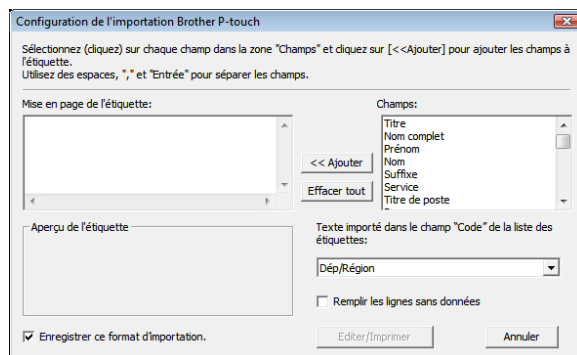 Configuration de l'importation Brother P-touch
Sélectionnez (cliquez) sur chaque champ dans la zone "Champs" et cliquez sur [<<Ajouter] pour ajouter les champs à
l'étiquette.
Utilisez des espaces, "," et "Entrée" pour séparer les champs.
Mise en page de l'étiquette:
Champs:
Titre
Nom complet
Prénom
Nom
Suffixe
Service
Titre de poste
<< Ajouter
Effacer tout
Aperçu de l'étiquette
Texte importé dans le champ "Code" de la liste des
étiquettes:
Dép/Région
Remplir les lignes sans données
Enregistrer ce format d'importation.
Editer/Imprimer
Annuler